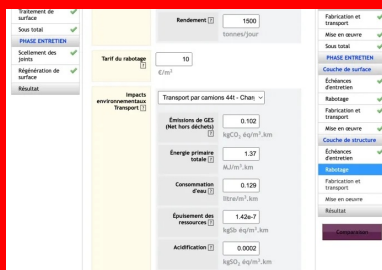 Traitement de
surface
Sous total
PHASE ENTRETIEN
Scellement des
joints
Régénération de
surface
Résultat
Rendement [?] 1500
tonnes/jour
Tarif du rabotage
[?]
10
€/m³
Impacts
environnementaux
Transport [?]
Transport par camions 44t - Charg
Émissions de GES
(Net hors déchets)
[?]
0.102
kgCO₂ éq/m³.km
Énergie primaire
totale [?]
1.37
MJ/m³.km
Consommation
d'eau [?]
0.129
litre/m³.km
Épuisement des
ressources [?]
1.42e-7
kgSb éq/m³.km
Acidification [?] 0.0002
kgSO₂ éq/m³.km
Fabrication et
transport
Mise en œuvre
Sous total
PHASE ENTRETIEN
Couche de surface
Échéances
d'entretien
Rabotage
Fabrication et
transport
Mise en œuvre
Couche de structure
Échéances
d'entretien
Rabotage
Fabrication et
transport
Mise en oeuvre
Résultat
Comparaison